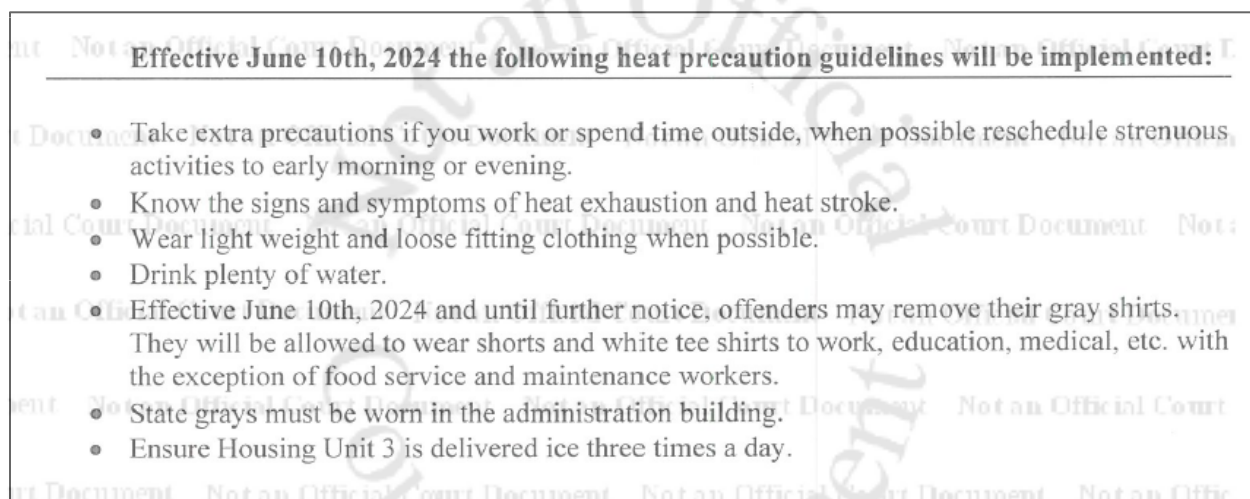 Effective June 10th, 2024 the following heat precaution guidelines will be implemented:
• Take extra precautions if you work or spend time outside, when possible reschedule strenuous
activities to early morning or evening.
• Know the signs and symptoms of heat exhaustion and heat stroke.
• Wear light weight and loose fitting clothing when possible.
• Drink plenty of water.
• Effective June 10th, 2024 and until further notice, offenders may remove their gray shirts.
They will be allowed to wear shorts and white tee shirts to work, education, medical, etc. with
the exception of food service and maintenance workers.
• State grays must be worn in the administration building.
• Ensure Housing Unit 3 is delivered ice three times a day.
Not an Official Court Document